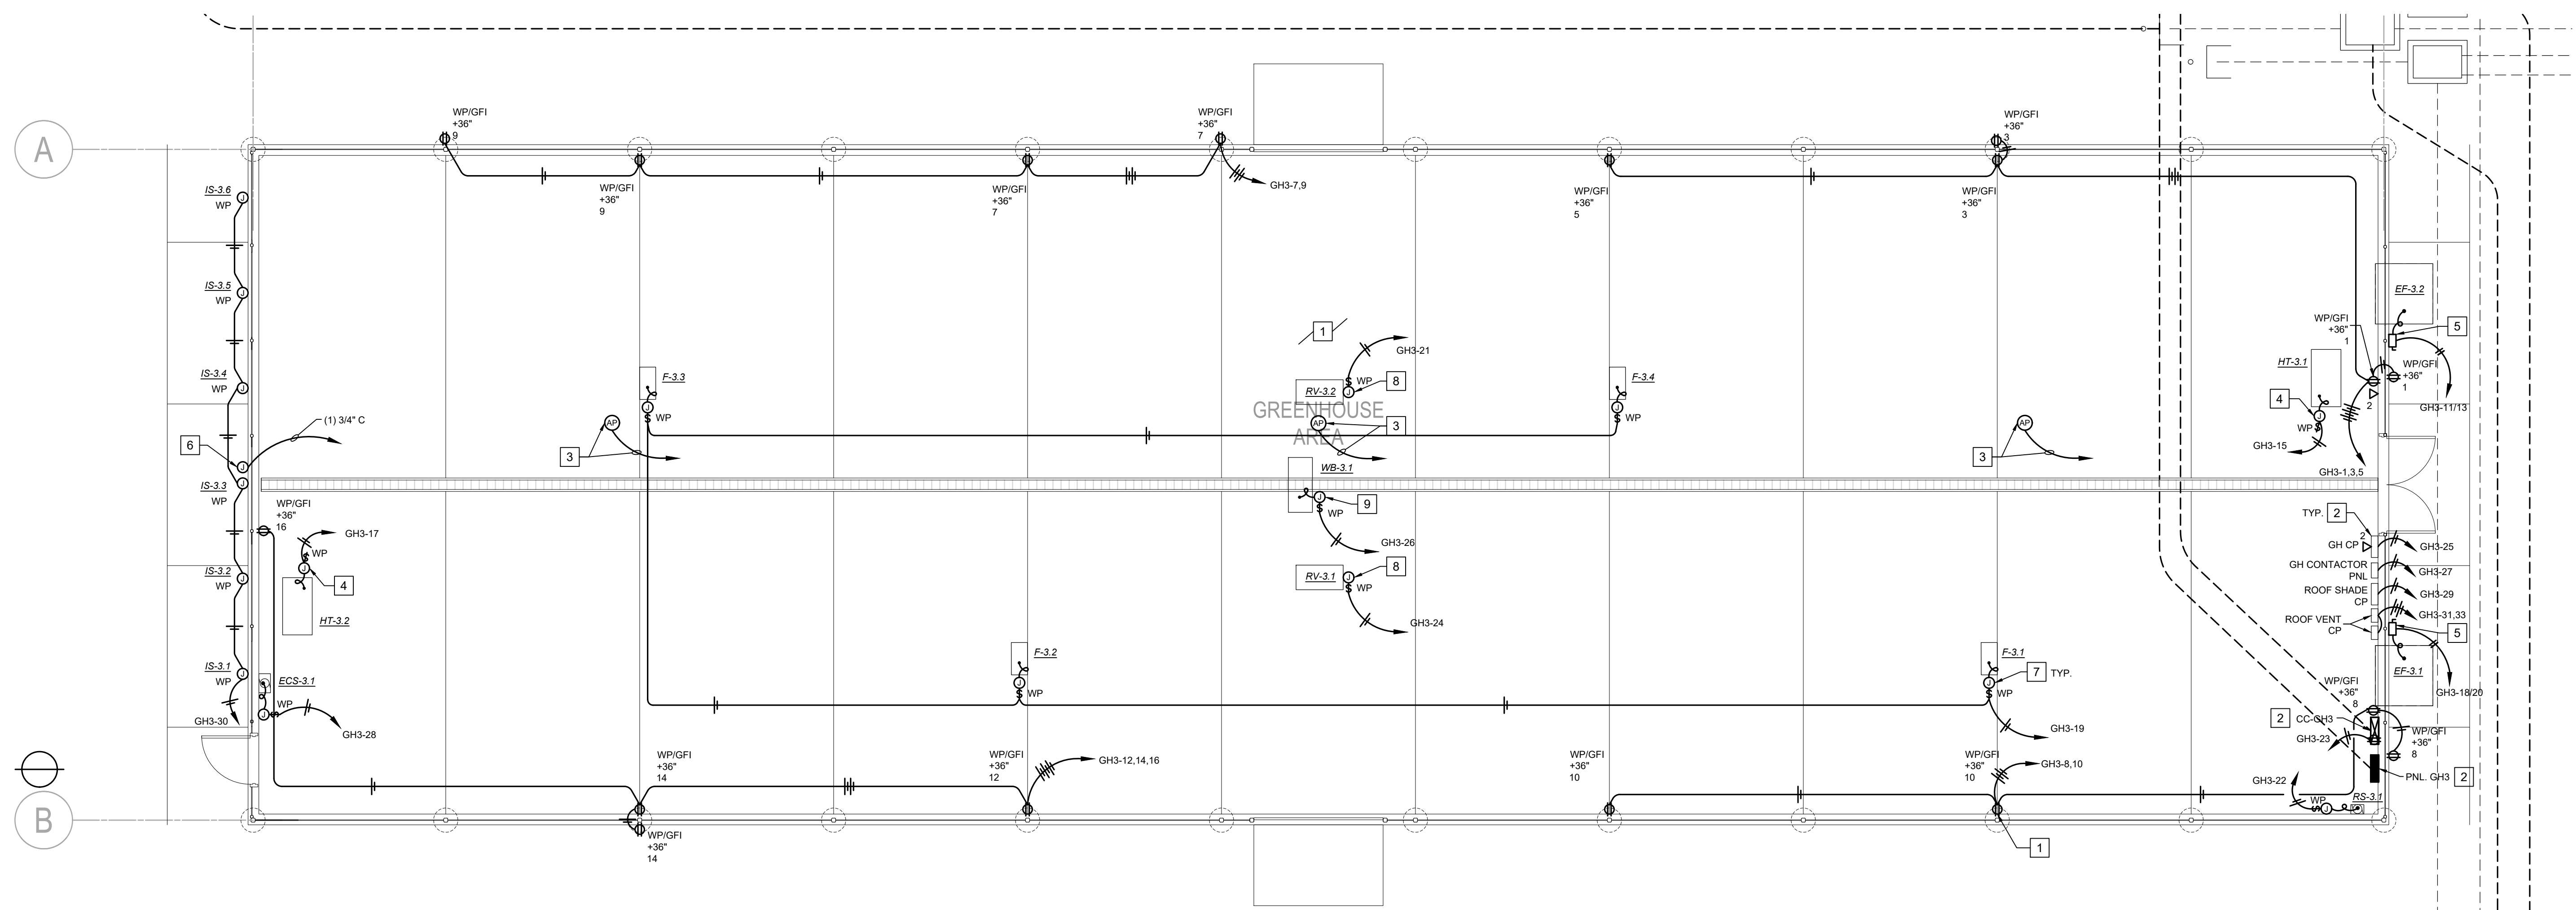 A
WP/GFI
+36"
9
WP/GFI
+36"
7
WP/GFI
+36"
3
WP/GFI
+36"
9
WP/GFI
+36"
7
GH3-7,9
WP/GFI
+36"
5
WP/GFI
+36"
3
IS-3.6
WP
J
IS-3.5
WP
J
IS-3.4
WP
J
(1) 3/4" C
6
J
IS-3.3
WP
J
IS-3.2
WP
J
IS-3.1
WP
J
GH3-30
WP/GFI
+36"
16
GH3-17
WP
J
4
HT-3.2
ECS-3.1
WP
J
GH3-28
F-3.3
J
WP
AP
3
1
GH3-21
RV-3.2
WP
J
8
GREENHOUSE
AREA
AP
3
WB-3.1
J
9
WP
GH3-26
RV-3.1
J
8
WP
GH3-24
F-3.4
J
WP
AP
3
EF-3.2
WP/GFI
+36"
1
5
HT-3.1
4
J
WP
GH3-15
WP/GFI
+36"
1
2
GH3-11/13
GH3-1,3,5
TYP.
2
2
GH CP
GH3-25
GH CONTACTOR
PNL
GH3-27
ROOF SHADE
CP
GH3-29
ROOF VENT
CP
GH3-31,33
5
EF-3.1
GH3-18/20
WP/GFI
+36"
8
2
CC-GH3
GH3-23
WP/GFI
+36"
8
PNL. GH3
2
GH3-22
WP
J
RS-3.1
F-3.2
J
WP
F-3.1
J
7
TYP.
WP
GH3-19
WP/GFI
+36"
14
WP/GFI
+36"
12
GH3-12,14,16
WP/GFI
+36"
10
WP/GFI
+36"
10
GH3-8,10
B
WP/GFI
+36"
14
1